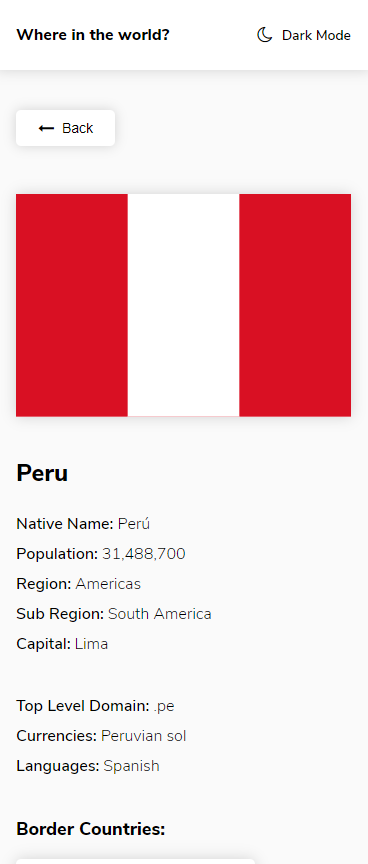 Where in the world?
Dark Mode
Back
Peru
Native Name: Perú
Population: 31,488,700
Region: Americas
Sub Region: South America
Capital: Lima
Top Level Domain: .pe
Currencies: Peruvian sol
Languages: Spanish
Border Countries: